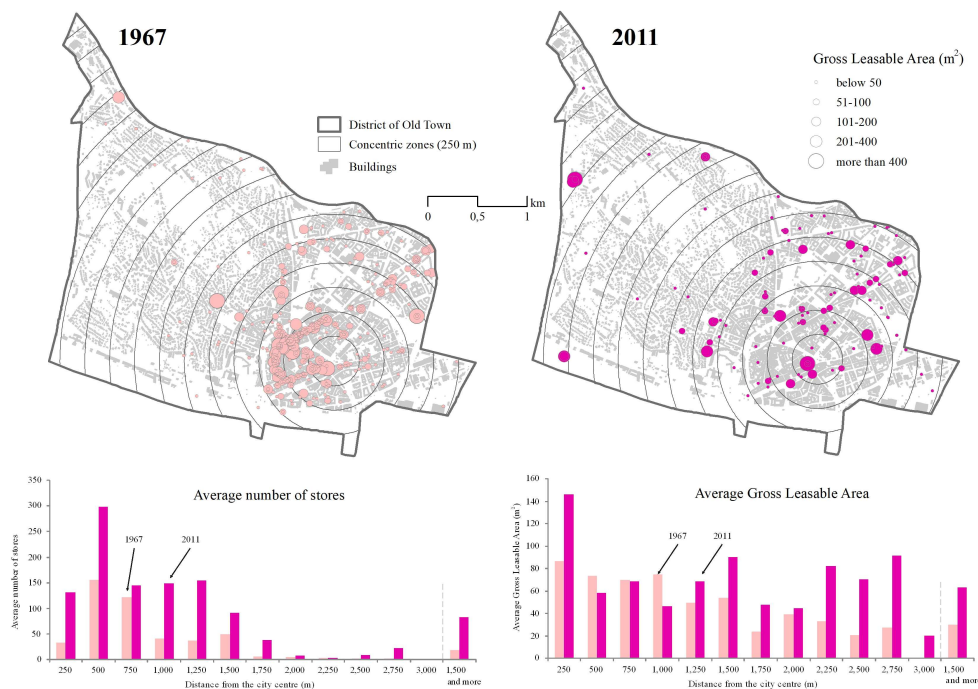 1967
2011
District of Old Town
Concentric zones (250 m)
Buildings
0 0,5 1 km
Gross Leasable Area (m²)
below 50
51-100
101-200
201-400
more than 400
Average number of stores
Average number of stores
350
300
250
200
150
100
50
0
1967
2011
250 500 750 1,000 1,250 1,500 1,750 2,000 2,250 2,500 2,750 3,000 1,500
and more
Distance from the city centre (m)
Average Gross Leasable Area
Average Gross Leasable Area (m²)
160
140
120
100
80
60
40
20
0
1967
2011
250 500 750 1,000 1,250 1,500 1,750 2,000 2,250 2,500 2,750 3,000 1,500
and more
Distance from the city centre (m)